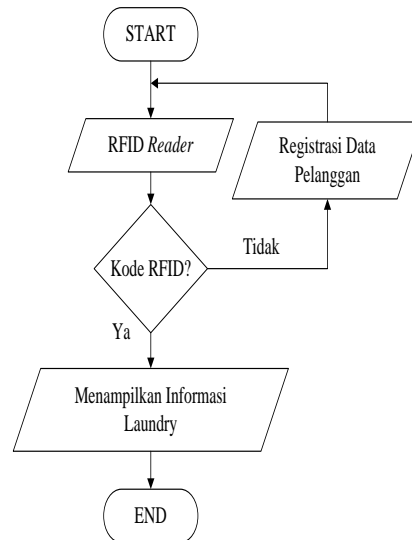 START
RFID Reader
Registrasi Data
Pelanggan
Kode RFID?
Tidak
Ya
Menampilkan Informasi
Laundry
END